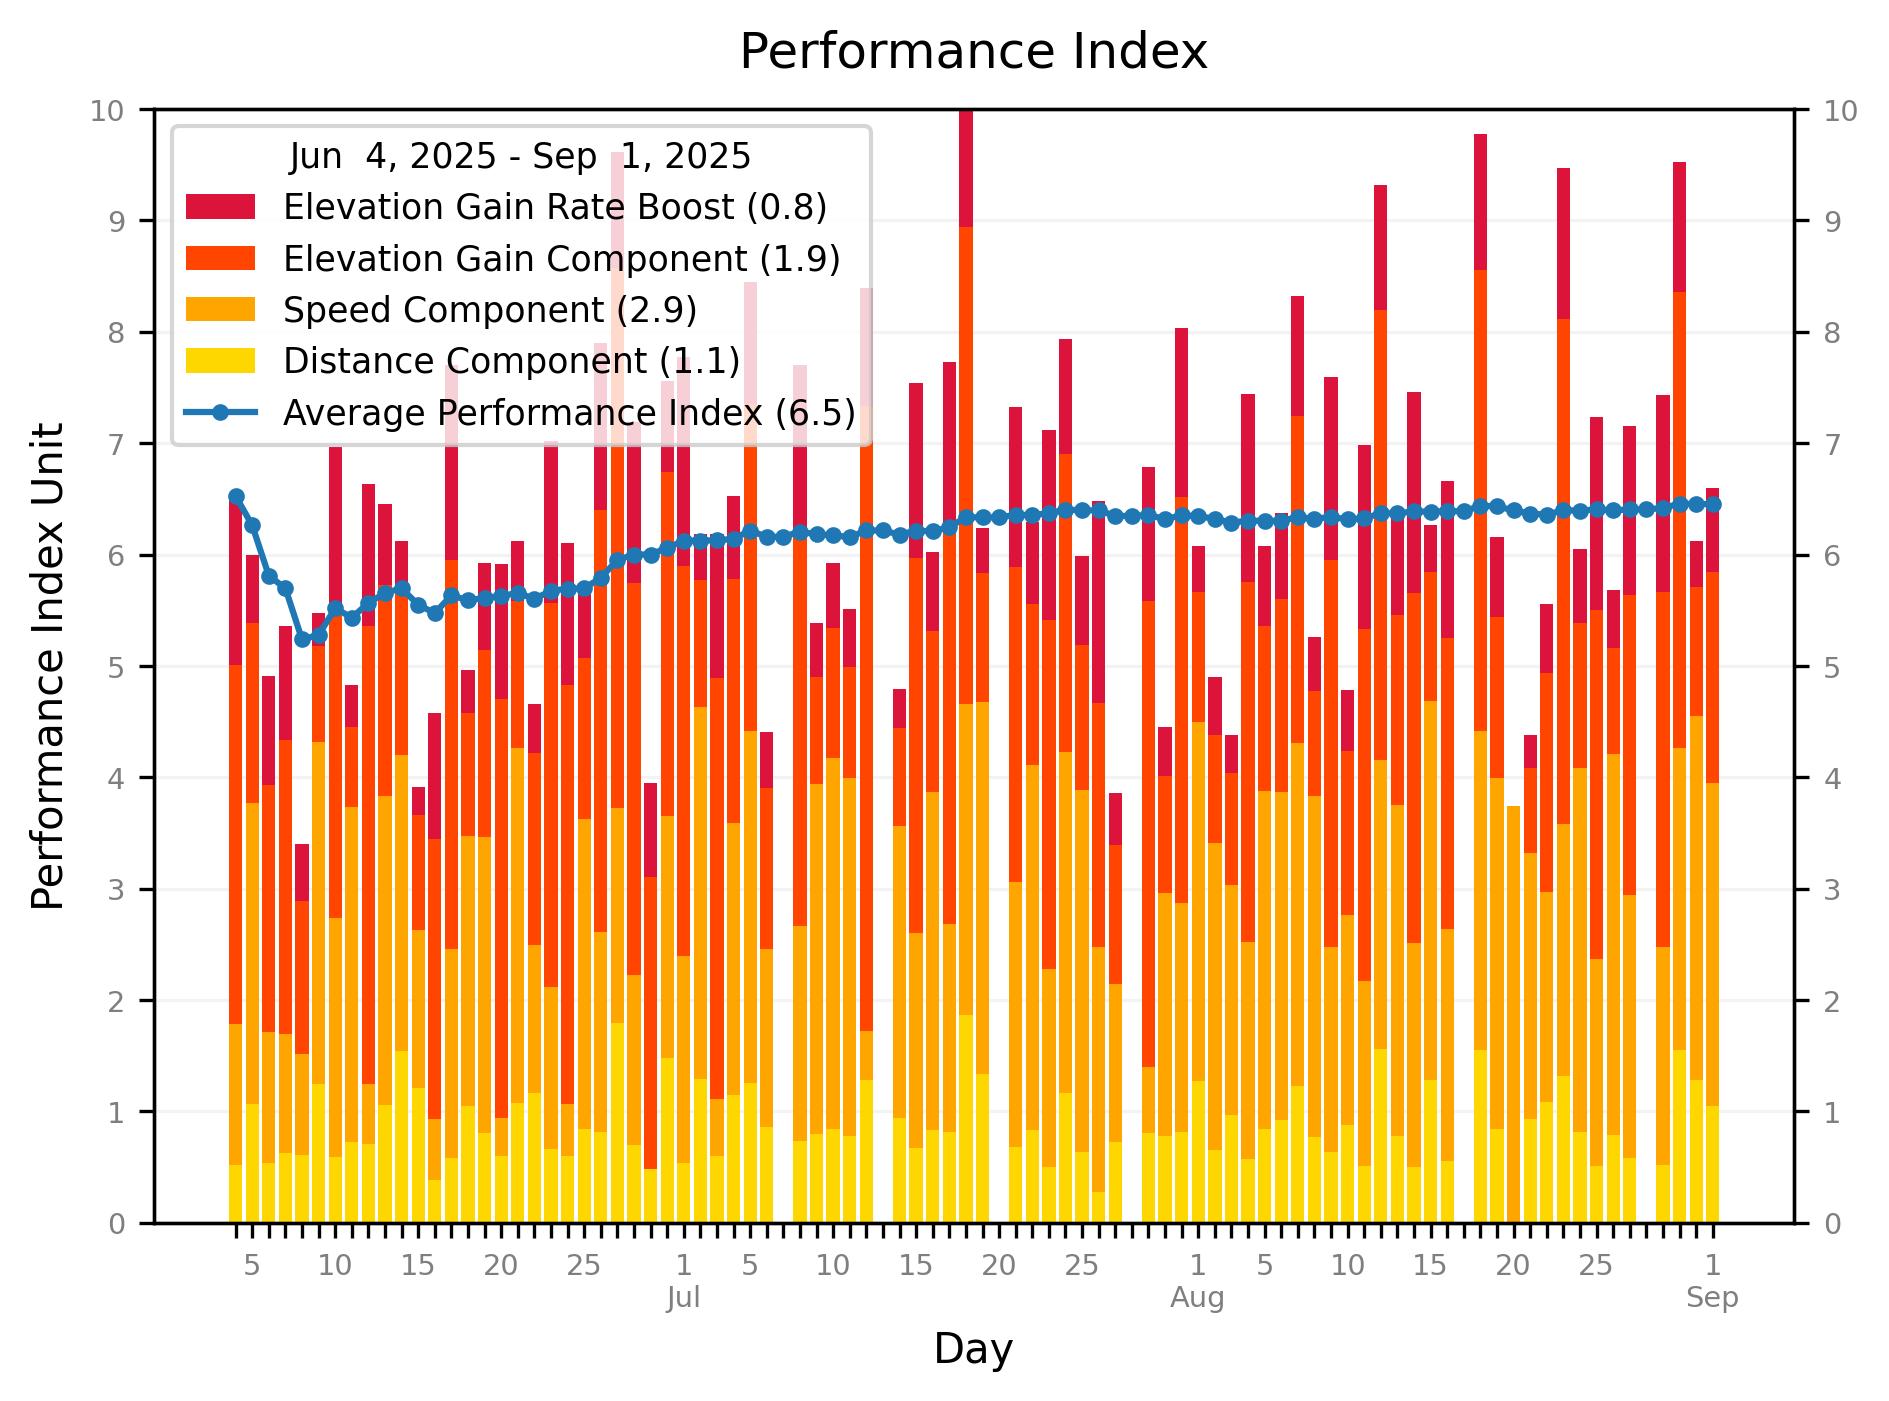 Performance Index
Jun  4, 2025 - Sep  1, 2025
Elevation Gain Rate Boost (0.8)
Elevation Gain Component (1.9)
Speed Component (2.9)
Distance Component (1.1)
Average Performance Index (6.5)
Performance Index Unit
10 10
9 9
8 8
7 7
6 6
5 5
4 4
3 3
2 2
1 1
0 0
5 10 15 20 25 1 5 10 15 20 25 1 5 10 15 20 25 1
Jul Aug Sep
Day